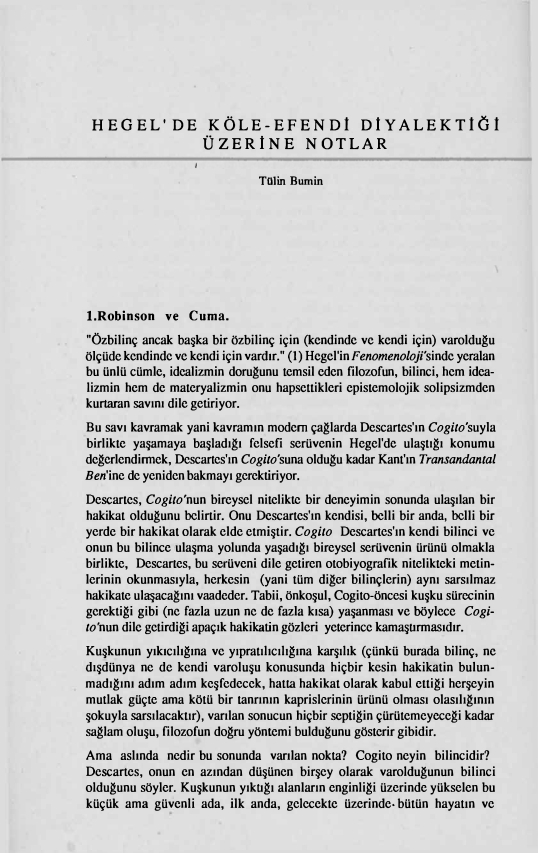 HEGEL'DE KÖLE-EFENDİ DİYALEKTİĞİ
ÜZERİNE NOTLAR
Tülin Bumin
1.Robinson ve Cuma.
"Özbilinç ancak başka bir özbilinç için (kendinde ve kendi için) varolduğu
ölçüde kendinde ve kendi için vardır." (1) Hegel'in Fenomenoloji'sinde yeralan
bu ünlü cümle, idealizmin doruğunu temsil eden filozofun, bilinci, hem idea-
lizmin hem de materyalizmin onu hapsettikleri epistemolojik solipsizmden
kurtaran savını dile getiriyor.
Bu savı kavramak yani kavramın modern çağlarda Descartes'ın Cogito'suyla
birlikte yaşamaya başladığı felsefi serüvenin Hegel'de ulaştığı konumu
değerlendirmek, Descartes'ın Cogito'suna olduğu kadar Kant'ın Transandantal
Ben'ine de yeniden bakmayı gerektiriyor.
Descartes, Cogito'nun bireysel nitelikte bir deneyimin sonunda ulaşılan bir
hakikat olduğunu belirtir. Onu Descartes'ın kendisi, belli bir anda, belli bir
yerde bir hakikat olarak elde etmiştir. Cogito Descartes'ın kendi bilinci ve
onun bu bilince ulaşma yolunda yaşadığı bireysel serüvenin ürünü olmakla
birlikte, Descartes, bu serüveni dile getiren otobiyografik nitelikteki metin-
lerinin okunmasıyla, herkesin (yani tüm diğer bilinçlerin) aynı sarsılmaz
hakikate ulaşacağını vaadeder. Tabii, önkoşul, Cogito-öncesi kuşku sürecinin
gerektiği gibi (ne fazla uzun ne de fazla kısa) yaşanması ve böylece Cogi-
to'nun dile getirdiği apaçık hakikatin gözleri yeterince kamaştırmasıdır.
Kuşkunun yıkıcılığına ve yıpratılıcılığına karşılık (çünkü burada bilinç, ne
dışdünya ne de kendi varoluşu konusunda hiçbir kesin hakikatin bulun-
madığını adım adım keşfedecek, hatta hakikat olarak kabul ettiği herşeyin
mutlak güçte ama kötü bir tanrının kaprislerinin ürünü olması olasılığının
şokuyla sarsılacaktır), varılan sonucun hiçbir septiğin çürütemeyeceği kadar
sağlam oluşu, filozofun doğru yöntemi bulduğunu gösterir gibidir.
Ama aslında nedir bu sonunda varılan nokta? Cogito neyin bilincidir?
Descartes, onun en azından düşünen birşey olarak varolduğunun bilinci
olduğunu söyler. Kuşkunun yıktığı alanların enginliği üzerinde yükselen bu
küçük ama güvenli ada, ilk anda, gelecekte üzerinde bütün hayatın ve